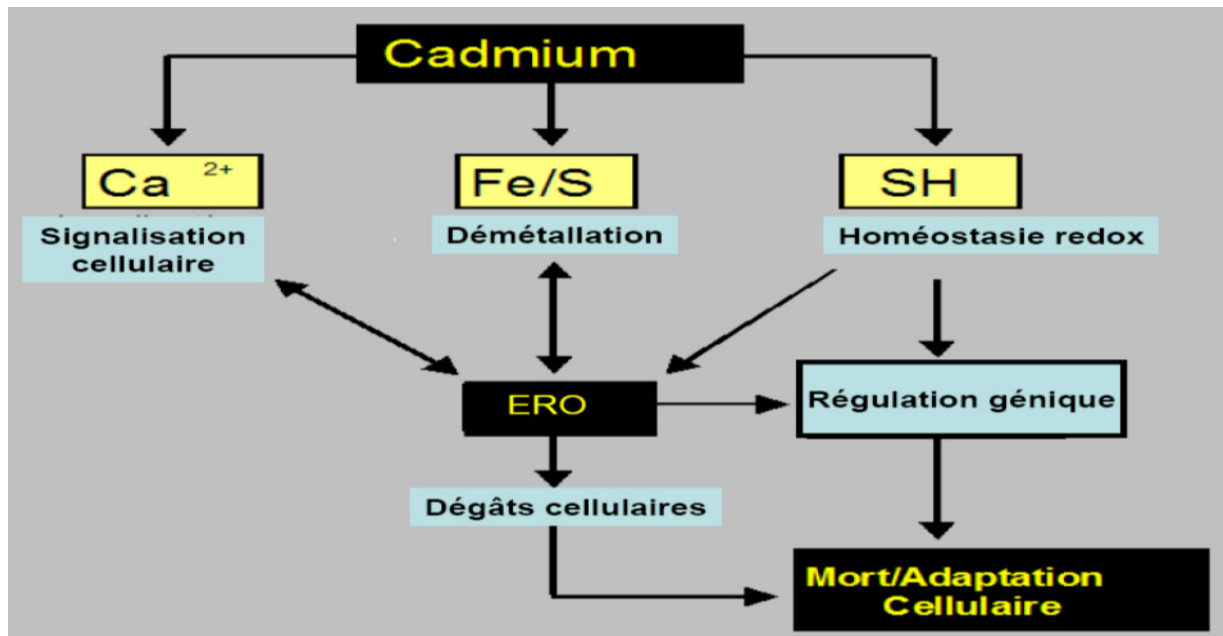 Cadmium
Ca 2+
Fe/S
SH
Signalisation
cellulaire
Démétallation
Homéostasie redox
ERO
Régulation génique
Dégâts cellulaires
Mort/Adaptation
Cellulaire